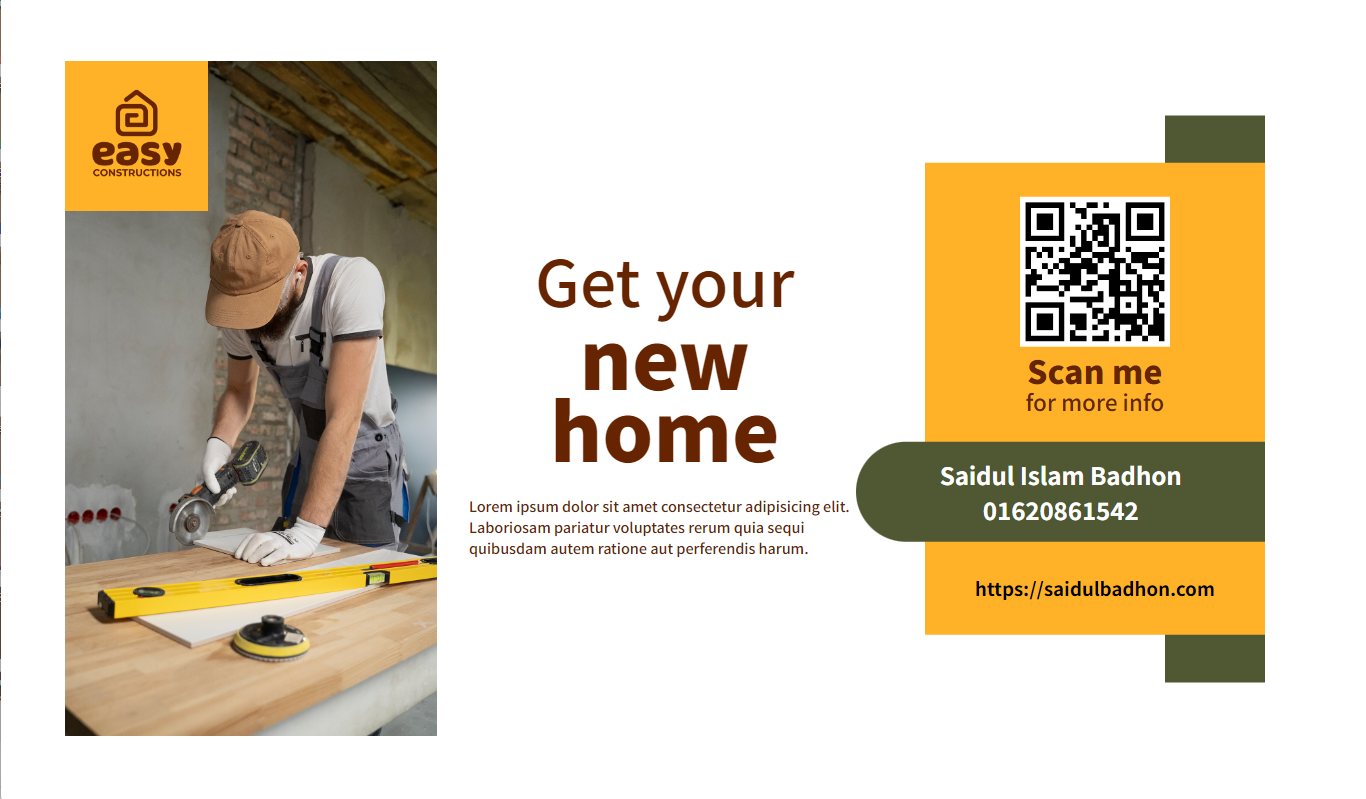 easy
CONSTRUCTIONS
Get your
new
home
Lorem ipsum dolor sit amet consectetur adipisicing elit.
Laboriosam pariatur voluptates rerum quia sequi
quibusdam autem ratione aut perferendis harum.
Scan me
for more info
Saidul Islam Badhon
01620861542
https://saidulbadhon.com